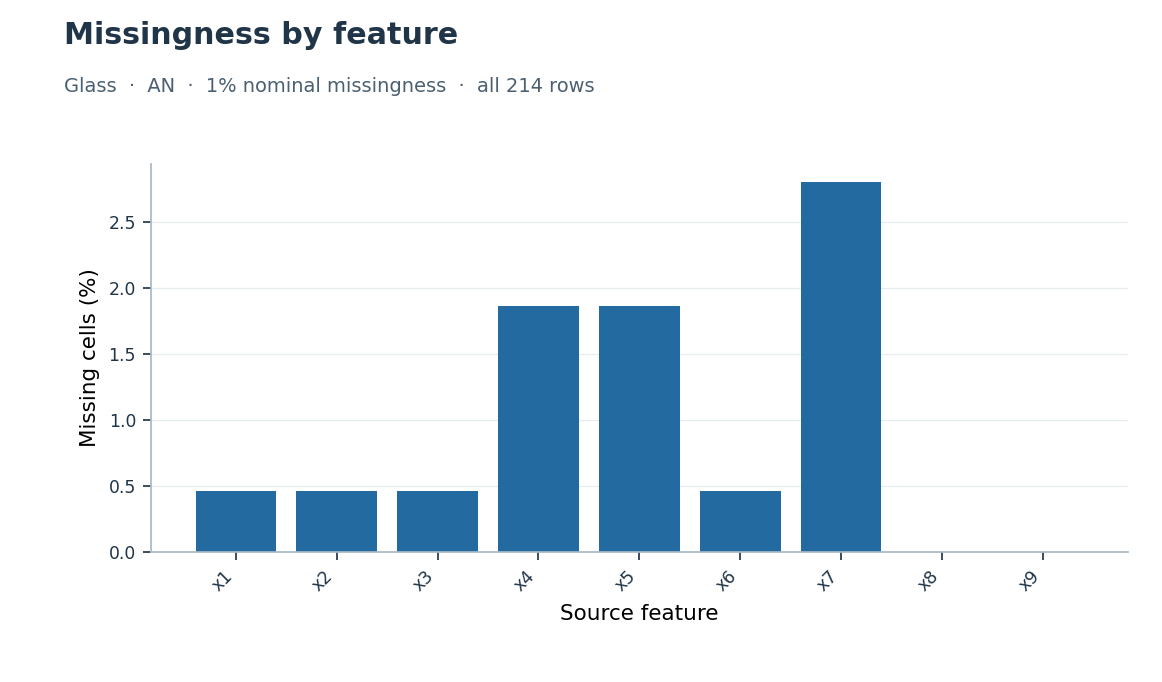 Missingness by feature
Glass · AN · 1% nominal missingness · all 214 rows
Missing cells (%)
2.5
2.0
1.5
1.0
0.5
0.0
x1 x2 x3 x4 x5 x6 x7 x8 x9
Source feature